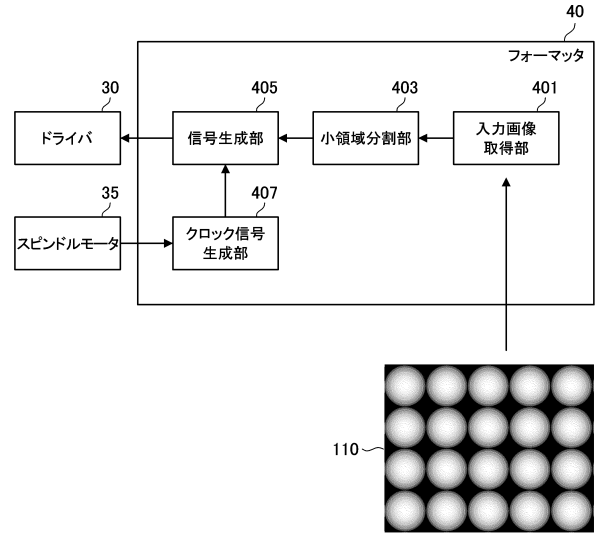 40
フォーマッタ
30
405
403
401
ドライバ
信号生成部
小領域分割部
入力画像
取得部
35
407
スピンドルモータ
クロック信号
生成部
110